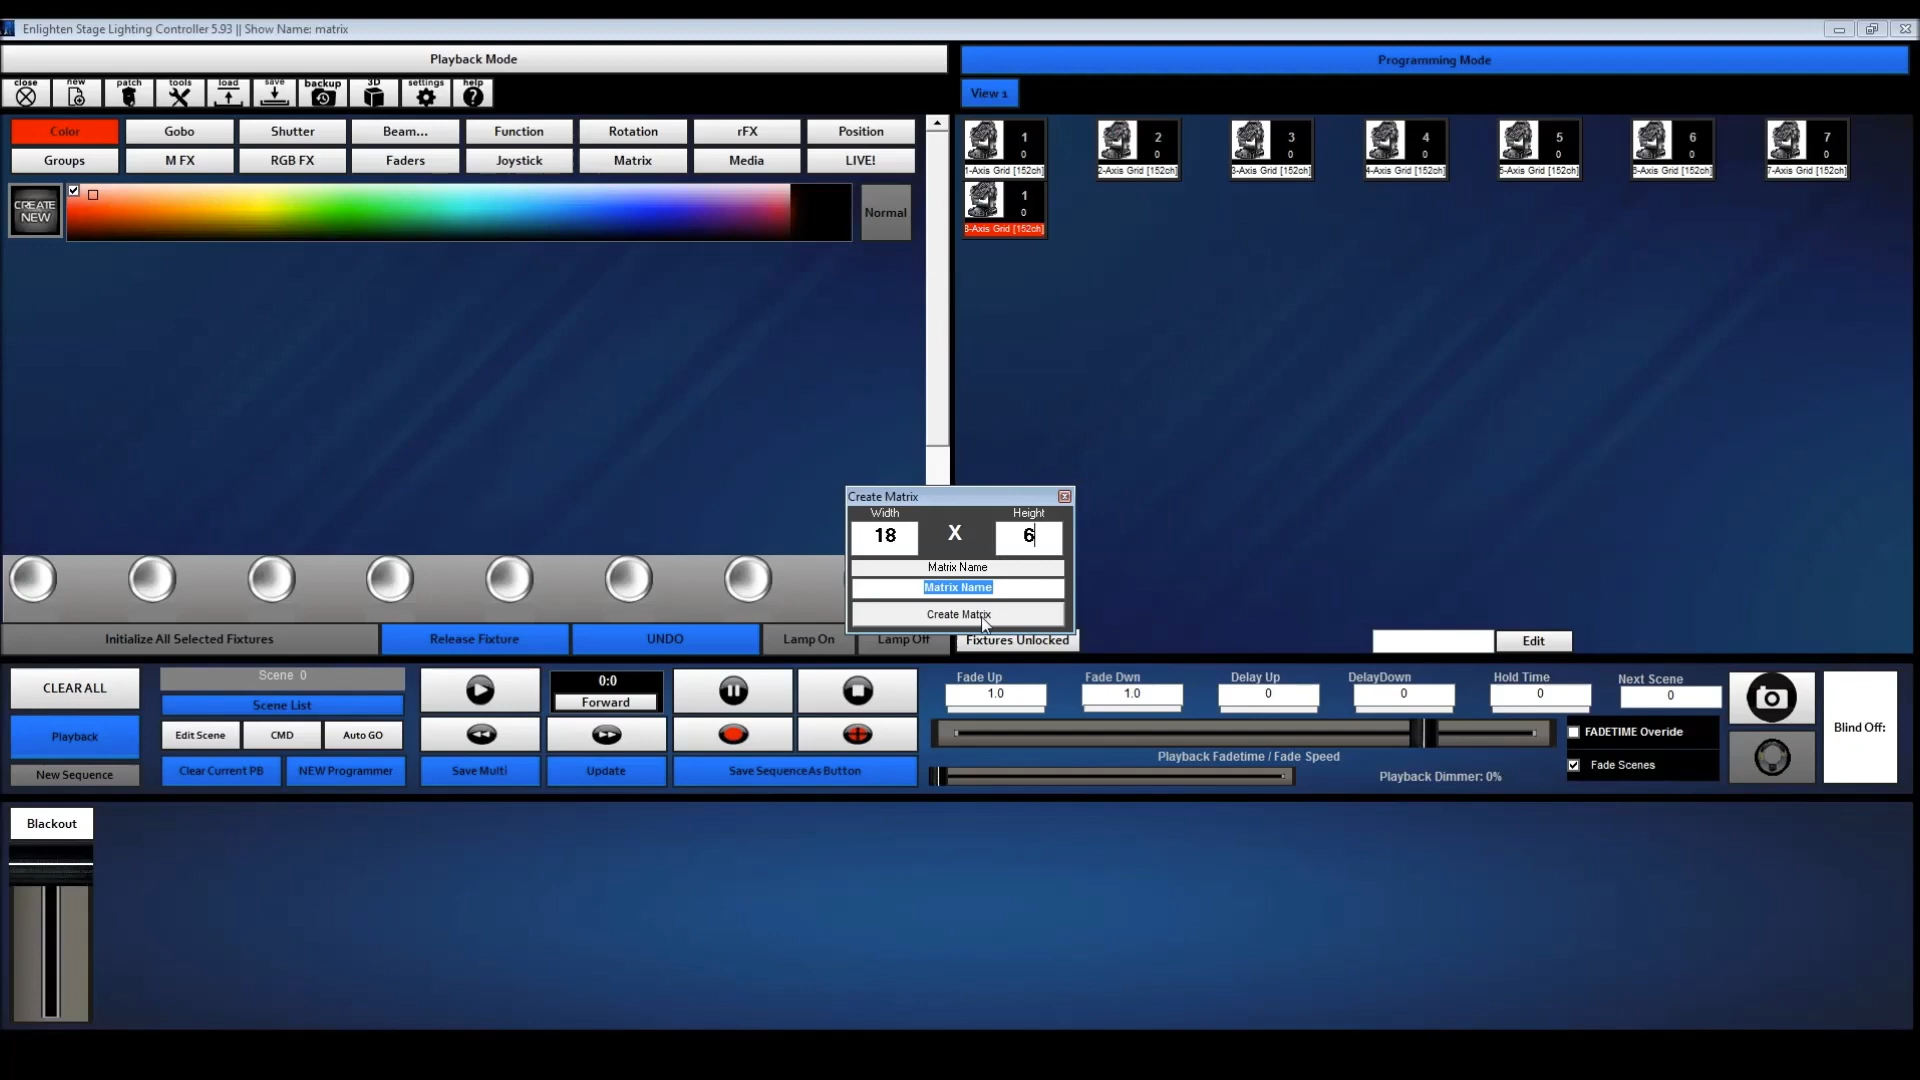 Enlighten Stage Lighting Controller 5.93 || Show Name: matrix
Playback Mode
Programming Mode
close new patch tools load save backup 3D settings help
View 1
Color Gobo Shutter Beam... Function Rotation rFX Position
Groups M FX RGB FX Faders Joystick Matrix Media LIVE!
CREATE NEW
Normal
1 0 1-Axis Grid [152ch]
2 0 2-Axis Grid [152ch]
3 0 3-Axis Grid [152ch]
4 0 4-Axis Grid [152ch]
5 0 5-Axis Grid [152ch]
6 0 6-Axis Grid [152ch]
7 0 7-Axis Grid [152ch]
1 0 8-Axis Grid [152ch]
Create Matrix
Width Height
18 X 6
Matrix Name
Matrix Name
Create Matrix
Initialize All Selected Fixtures Release Fixture UNDO Lamp On Lamp Off Fixtures Unlocked Edit
CLEAR ALL
Playback
New Sequence
Scene 0
Scene List
Edit Scene CMD Auto GO
Clear Current PB NEW Programmer
0:0
Forward
Save Multi Update Save Sequence As Button
Fade Up Fade Dwn Delay Up DelayDown Hold Time Next Scene
1.0 1.0 0 0 0 0
Playback Fadetime / Fade Speed
Playback Dimmer: 0%
FADETIME Overide
Fade Scenes
Blind Off:
Blackout